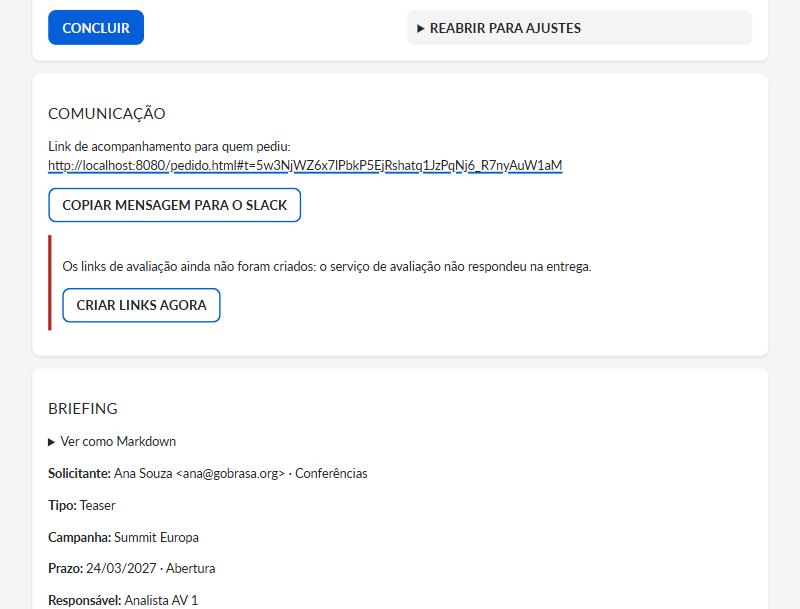 CONCLUIR
▶ REABRIR PARA AJUSTES
COMUNICAÇÃO
Link de acompanhamento para quem pediu:
http://localhost:8080/pedido.html#t=5w3NjWZ6x7lPbkP5EjRshatq1JzPqNj6_R7nyAuW1aM
COPIAR MENSAGEM PARA O SLACK
Os links de avaliação ainda não foram criados: o serviço de avaliação não respondeu na entrega.
CRIAR LINKS AGORA
BRIEFING
▶ Ver como Markdown
Solicitante: Ana Souza <ana@gobrasa.org> · Conferências
Tipo: Teaser
Campanha: Summit Europa
Prazo: 24/03/2027 · Abertura
Responsável: Analista AV 1